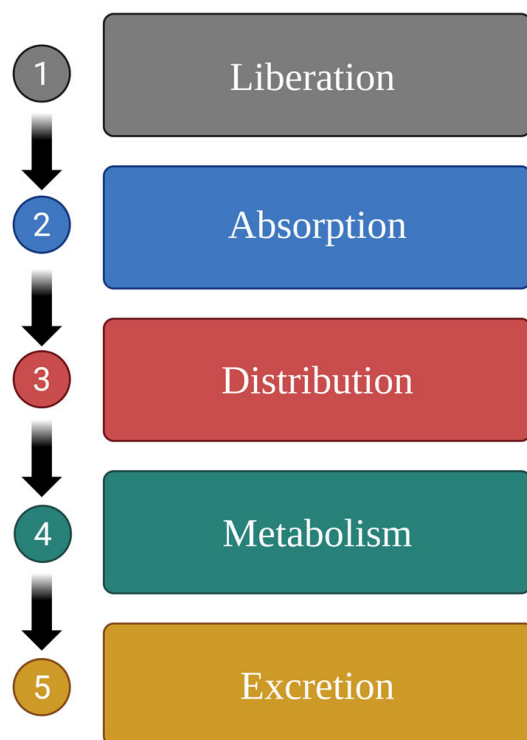 1
Liberation
2
Absorption
3
Distribution
4
Metabolism
5
Excretion